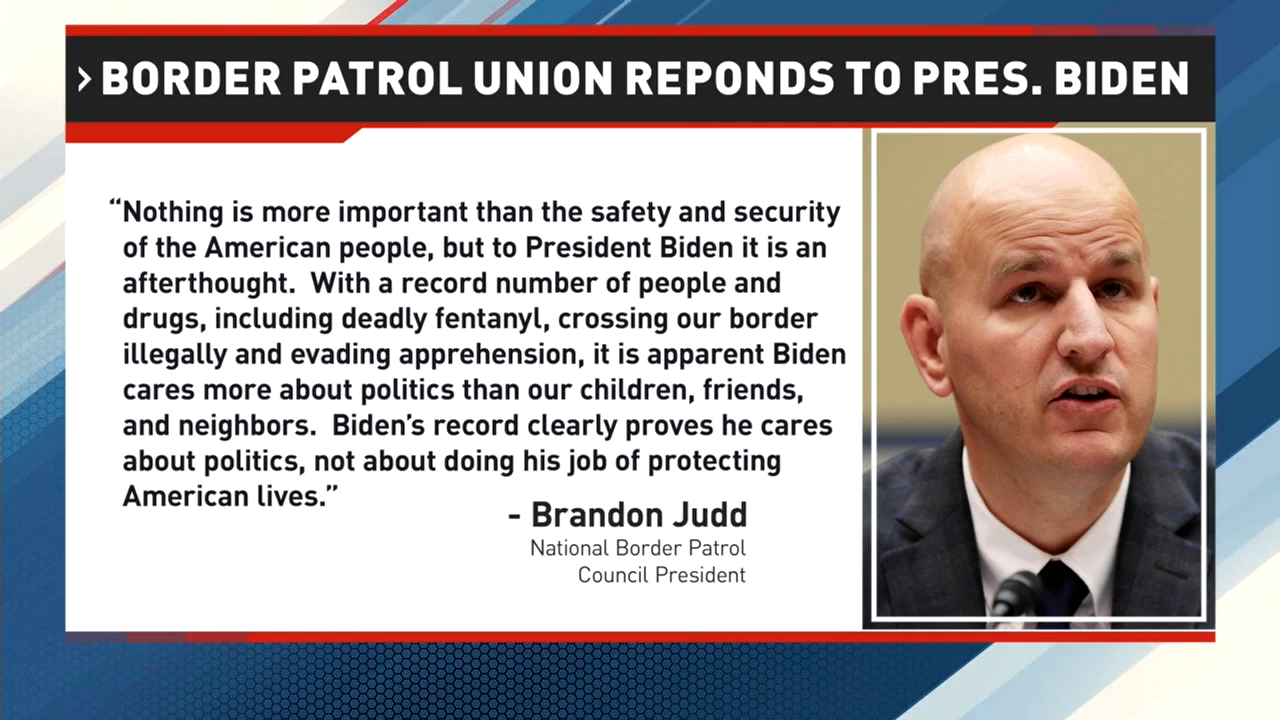 > BORDER PATROL UNION REPONDS TO PRES. BIDEN
“Nothing is more important than the safety and security
of the American people, but to President Biden it is an
afterthought.  With a record number of people and
drugs, including deadly fentanyl, crossing our border
illegally and evading apprehension, it is apparent Biden
cares more about politics than our children, friends,
and neighbors.  Biden’s record clearly proves he cares
about politics, not about doing his job of protecting
American lives.”
- Brandon Judd
National Border Patrol
Council President